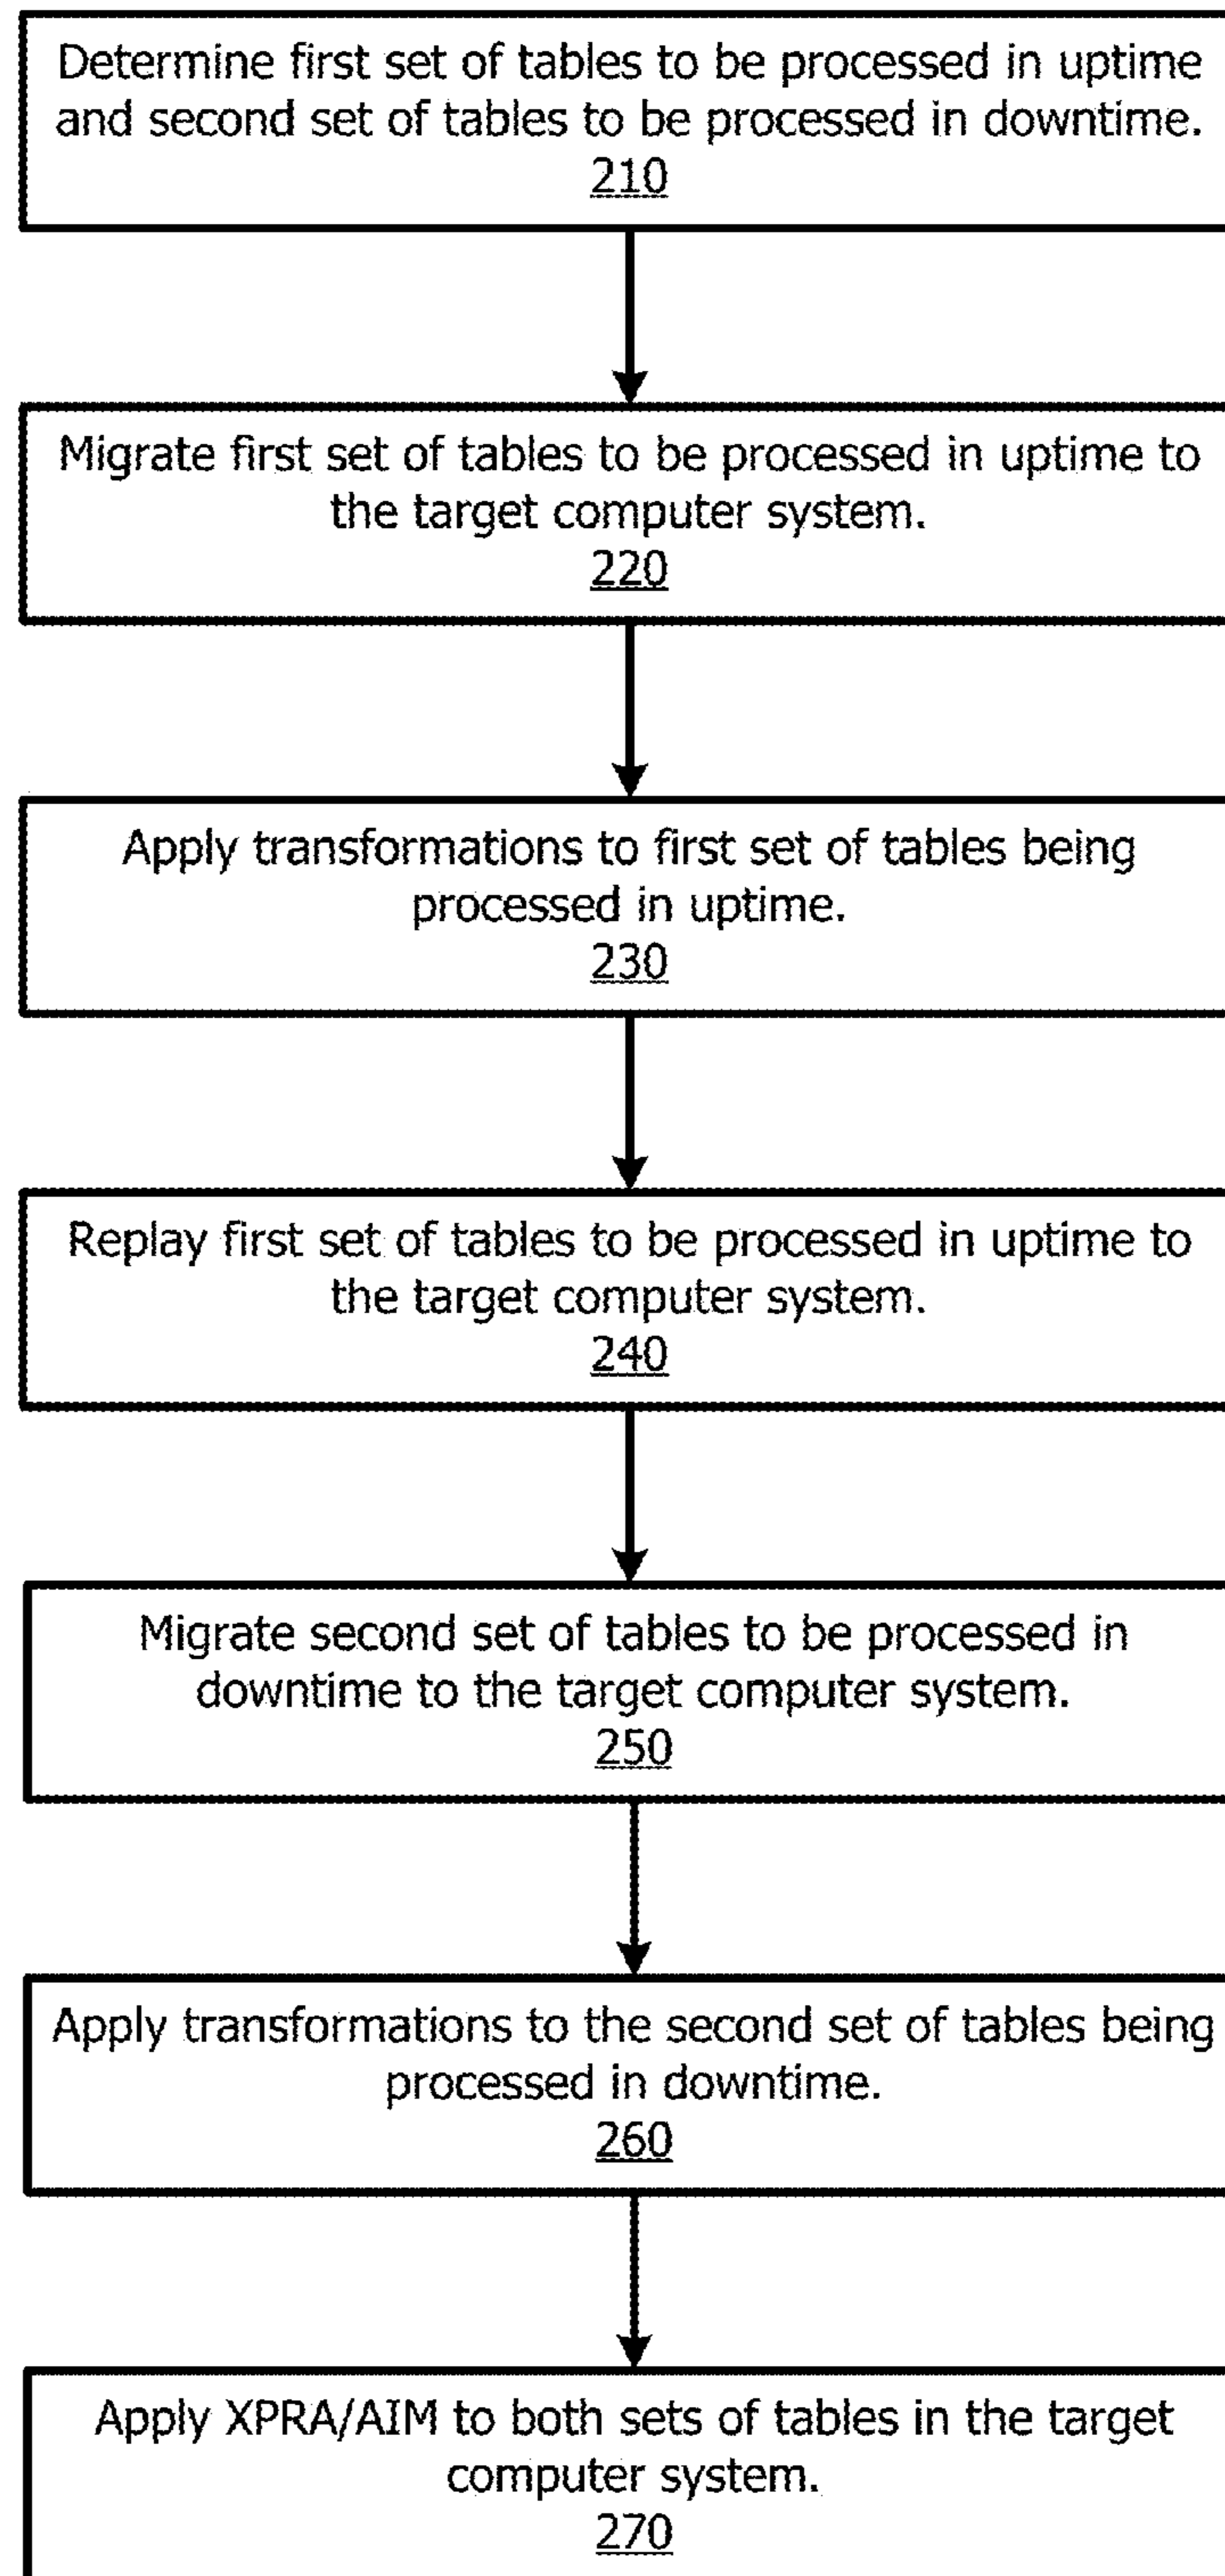 Determine first set of tables to be processed in uptime
and second set of tables to be processed in downtime.
210
Migrate first set of tables to be processed in uptime to
the target computer system.
220
Apply transformations to first set of tables being
processed in uptime.
230
Replay first set of tables to be processed in uptime to
the target computer system.
240
Migrate second set of tables to be processed in
downtime to the target computer system.
250
Apply transformations to the second set of tables being
processed in downtime.
260
Apply XPRA/AIM to both sets of tables in the target
computer system.
270